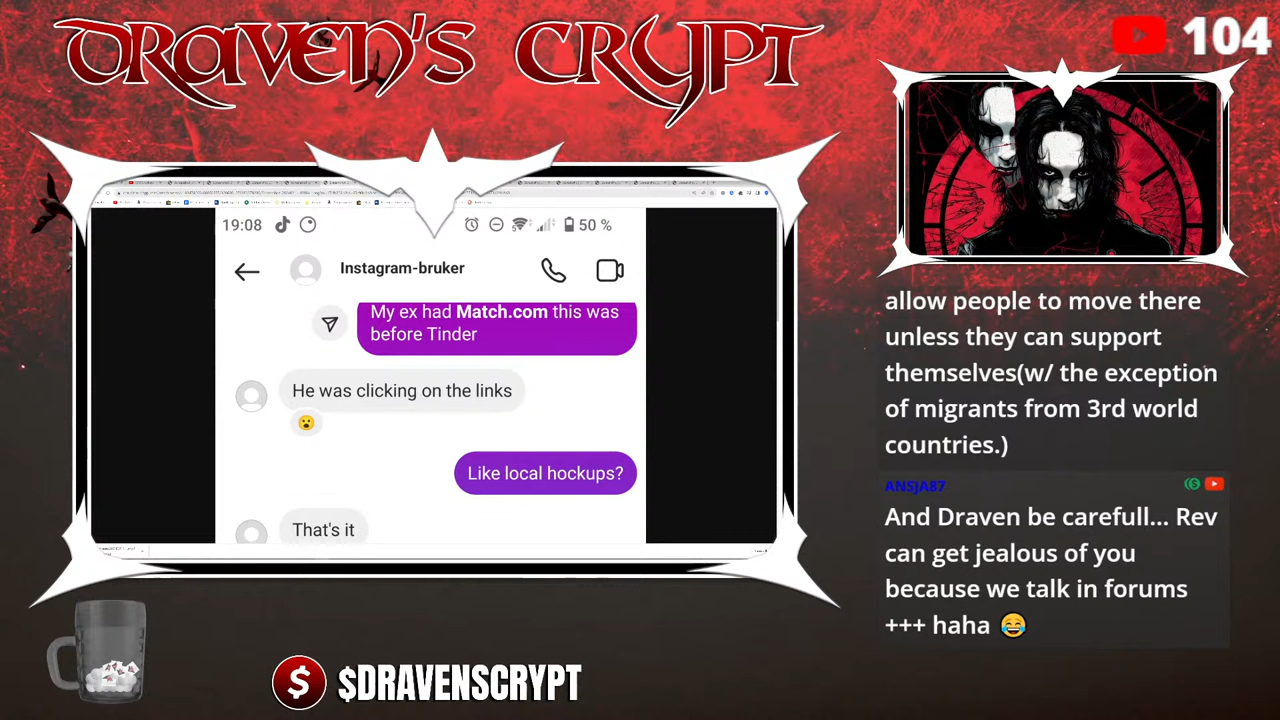 DRAVEN'S CRYPT
104
19:08
50 %
Instagram-bruker
My ex had Match.com this was
before Tinder
He was clicking on the links
Like local hockups?
That's it
allow people to move there
unless they can support
themselves(w/ the exception
of migrants from 3rd world
countries.)
ANSJA87
And Draven be carefull... Rev
can get jealous of you
because we talk in forums
+++ haha 😂
$
$DRAVENSCRYPT